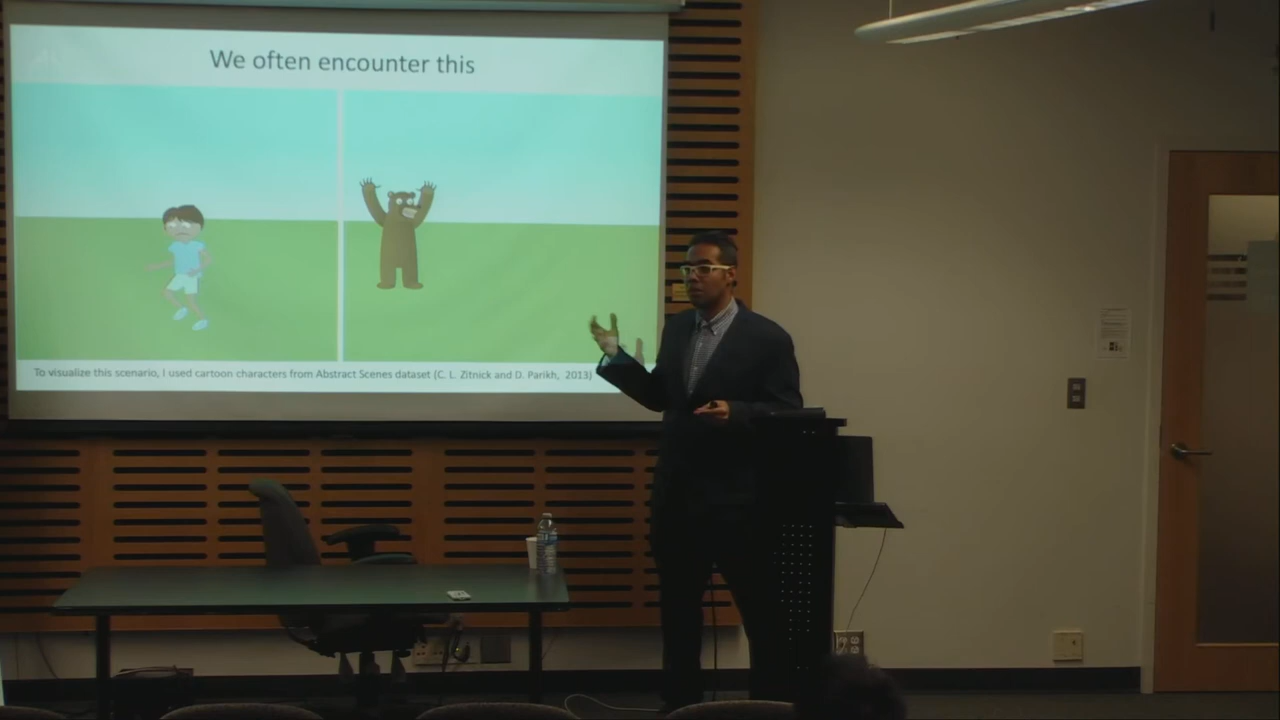 We often encounter this
To visualize this scenario, I used cartoon characters from Abstract Scenes dataset (C. L. Zitnick and D. Parikh, 2013)